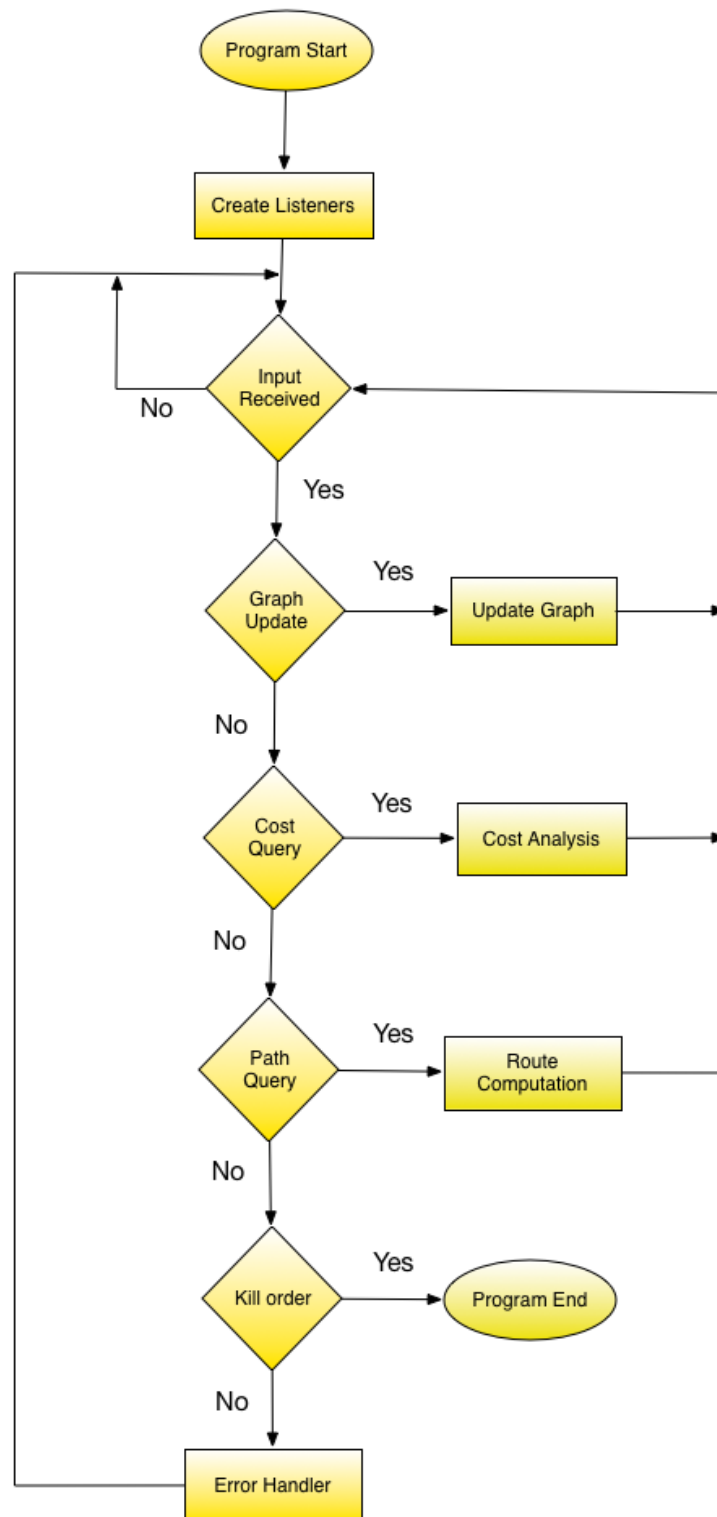 Program Start
Create Listeners
Input
Received
No
Yes
Graph
Update
Yes
Update Graph
No
Cost
Query
Yes
Cost Analysis
No
Path
Query
Yes
Route
Computation
No
Kill order
Yes
Program End
No
Error Handler